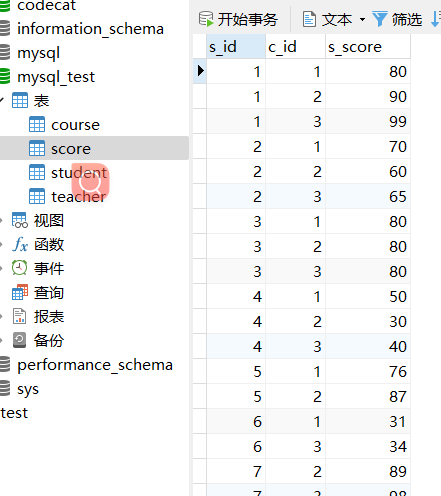 codecat
information_schema
mysql
mysql_test
表
course
score
student
teacher
视图
函数
事件
查询
报表
备份
performance_schema
sys
test
开始事务 文本 筛选
s_id c_id s_score
1 1 80
1 2 90
1 3 99
2 1 70
2 2 60
2 3 65
3 1 80
3 2 80
3 3 80
4 1 50
4 2 30
4 3 40
5 1 76
5 2 87
6 1 31
6 3 34
7 2 89
7 3 98